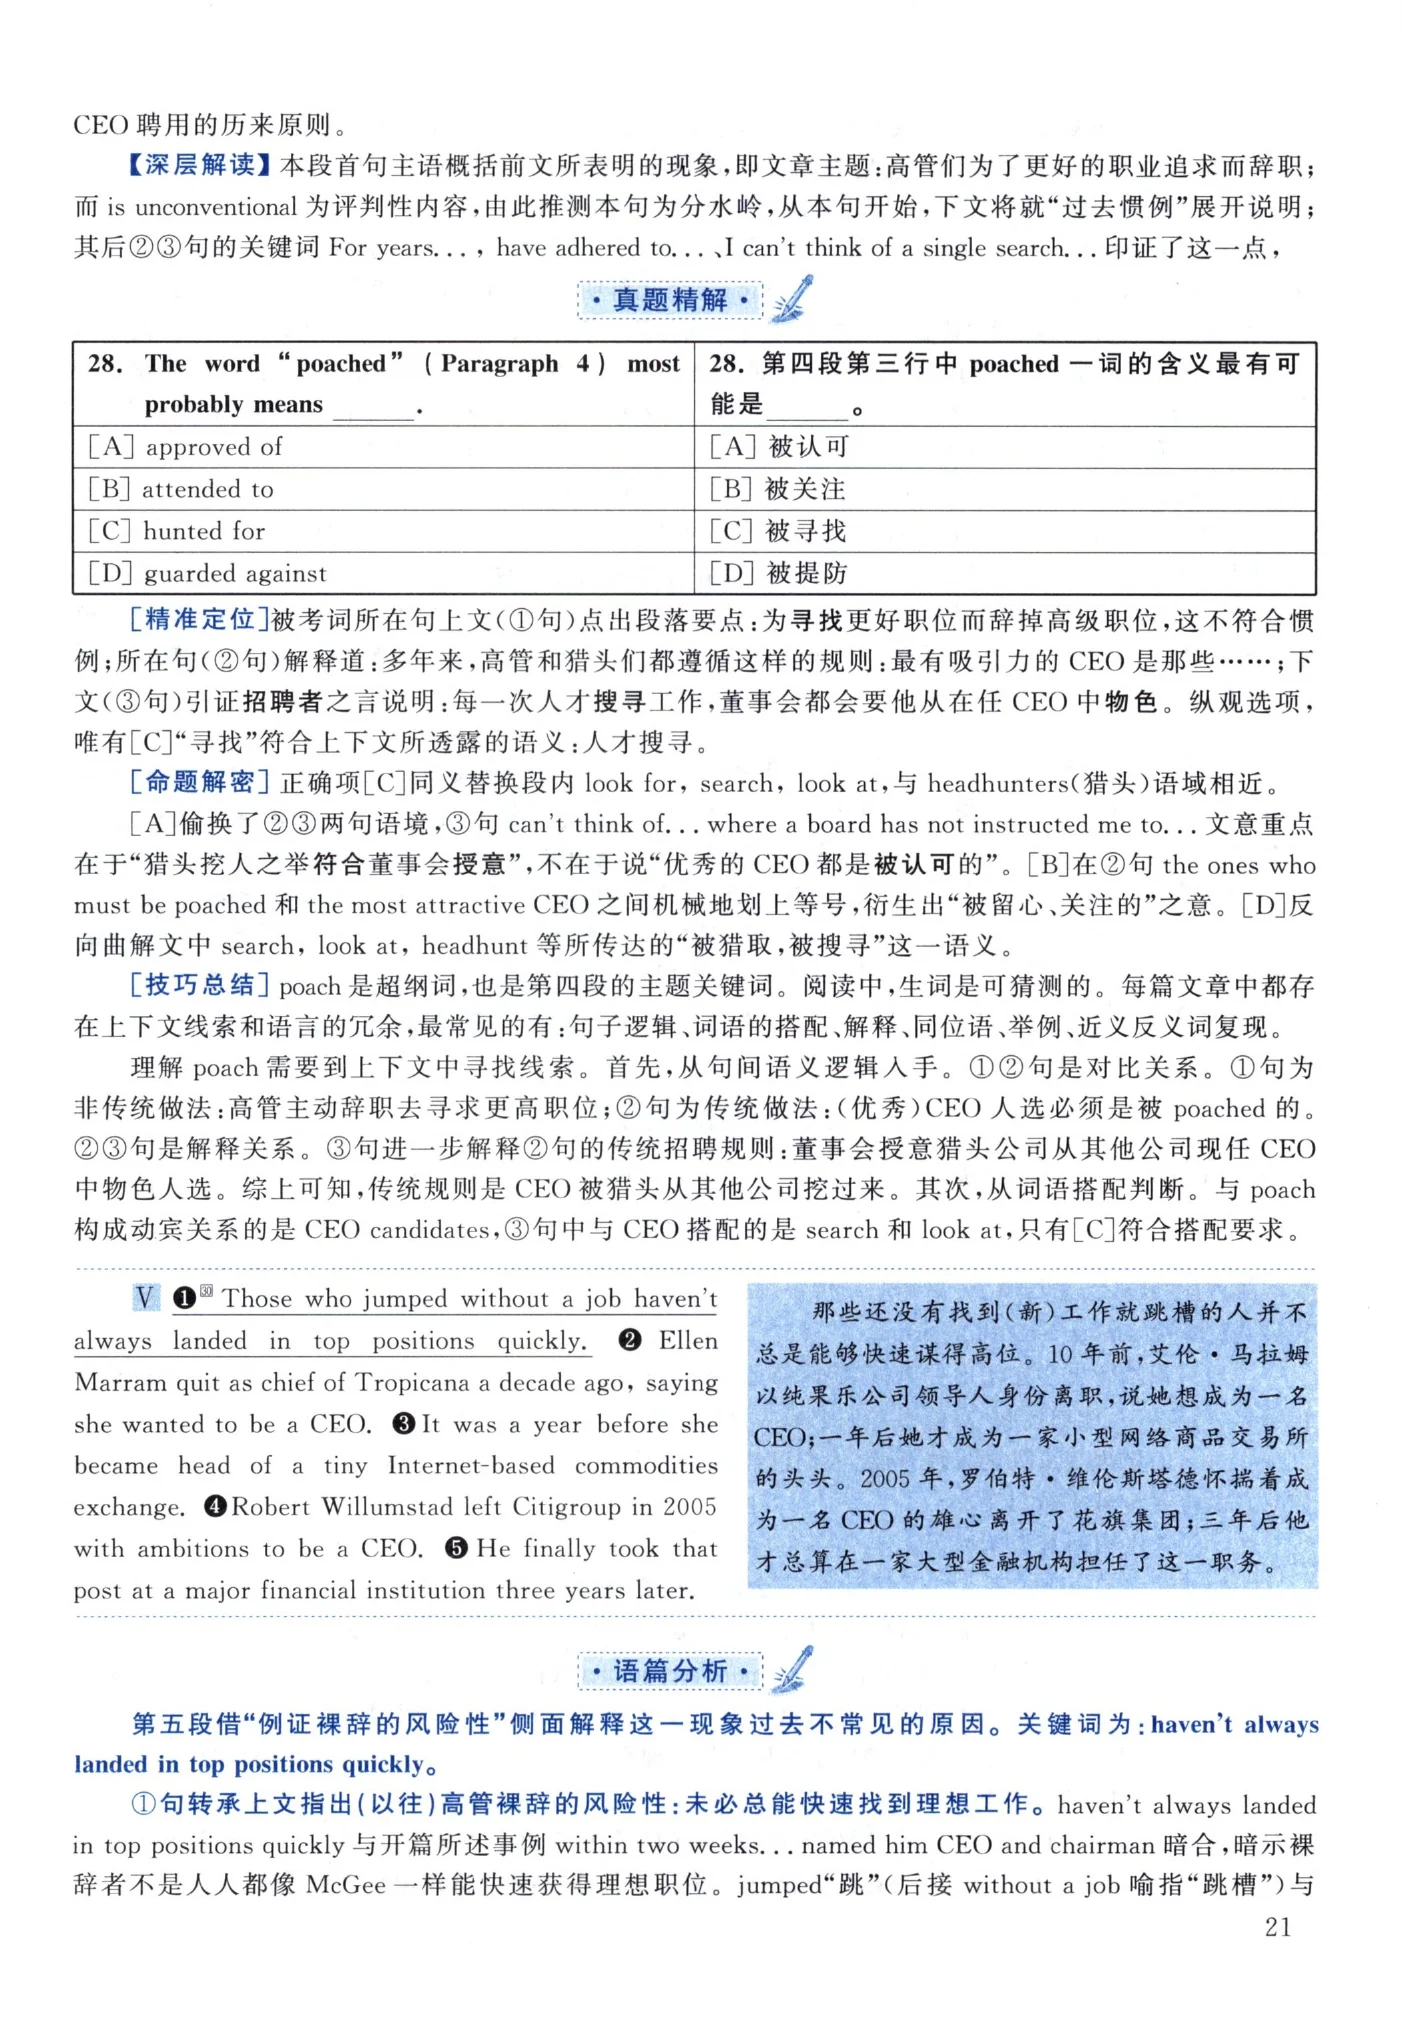 CEO 聘用的历来原则。
【深层解读】本段首句主语概括前文所表明的现象,即文章主题:高管们为了更好的职业追求而辞职;
而 is unconventional 为评判性内容,由此推测本句为分水岭,从本句开始,下文将就“过去惯例”展开说明;
其后②③句的关键词 For years..., have adhered to...、I can't think of a single search...印证了这一点,
·真题精解·
28. The word “poached” (Paragraph 4) most
probably means ______.
28. 第四段第三行中 poached 一词的含义最有可
能是______。
[A] approved of
[A] 被认可
[B] attended to
[B] 被关注
[C] hunted for
[C] 被寻找
[D] guarded against
[D] 被提防
[精准定位]被考词所在句上文(①句)点出段落要点:为寻找更好职位而辞掉高级职位,这不符合惯
例;所在句(②句)解释道:多年来,高管和猎头们都遵循这样的规则:最有吸引力的 CEO 是那些……;下
文(③句)引证招聘者之言说明:每一次人才搜寻工作,董事会都会要他从在任 CEO 中物色。纵观选项,
唯有[C]“寻找”符合上下文所透露的语义:人才搜寻。
[命题解密] 正确项[C]同义替换段内 look for, search, look at,与 headhunters(猎头)语域相近。
[A]偷换了②③两句语境,③句 can't think of... where a board has not instructed me to... 文意重点
在于“猎头挖人之举符合董事会授意”,不在于说“优秀的 CEO 都是被认可的”。[B]在②句 the ones who
must be poached 和 the most attractive CEO 之间机械地划上等号,衍生出“被留心、关注的”之意。[D]反
向曲解文中 search, look at, headhunt 等所传达的“被猎取,被搜寻”这一语义。
[技巧总结] poach 是超纲词,也是第四段的主题关键词。阅读中,生词是可猜测的。每篇文章中都存
在上下文线索和语言的冗余,最常见的有:句子逻辑、词语的搭配、解释、同位语、举例、近义反义词复现。
理解 poach 需要到上下文中寻找线索。首先,从句间语义逻辑入手。①②句是对比关系。①句为
非传统做法:高管主动辞职去寻求更高职位;②句为传统做法:(优秀)CEO 人选必须是被 poached 的。
②③句是解释关系。③句进一步解释②句的传统招聘规则:董事会授意猎头公司从其他公司现任 CEO
中物色人选。综上可知,传统规则是 CEO 被猎头从其他公司挖过来。其次,从词语搭配判断。与 poach
构成动宾关系的是 CEO candidates,③句中与 CEO 搭配的是 search 和 look at,只有[C]符合搭配要求。
V ❶30 Those who jumped without a job haven't
always landed in top positions quickly. ❷ Ellen
Marram quit as chief of Tropicana a decade ago, saying
she wanted to be a CEO. ❸It was a year before she
became head of a tiny Internet-based commodities
exchange. ❹Robert Willumstad left Citigroup in 2005
with ambitions to be a CEO. ❺He finally took that
post at a major financial institution three years later.
那些还没有找到(新)工作就跳槽的人并不
总是能够快速谋得高位。10 年前,艾伦·马拉姆
以纯果乐公司领导人身份离职,说她想成为一名
CEO;一年后她才成为一家小型网络商品交易所
的头头。2005 年,罗伯特·维伦斯塔德怀揣着成
为一名 CEO 的雄心离开了花旗集团;三年后他
才总算在一家大型金融机构担任了这一职务。
·语篇分析·
第五段借“例证裸辞的风险性”侧面解释这一现象过去不常见的原因。关键词为:haven't always
landed in top positions quickly。
①句转承上文指出(以往)高管裸辞的风险性:未必总能快速找到理想工作。haven't always landed
in top positions quickly 与开篇所述事例 within two weeks... named him CEO and chairman 暗合,暗示裸
辞者不是人人都像 McGee 一样能快速获得理想职位。jumped“跳”(后接 without a job 喻指“跳槽”)与
21